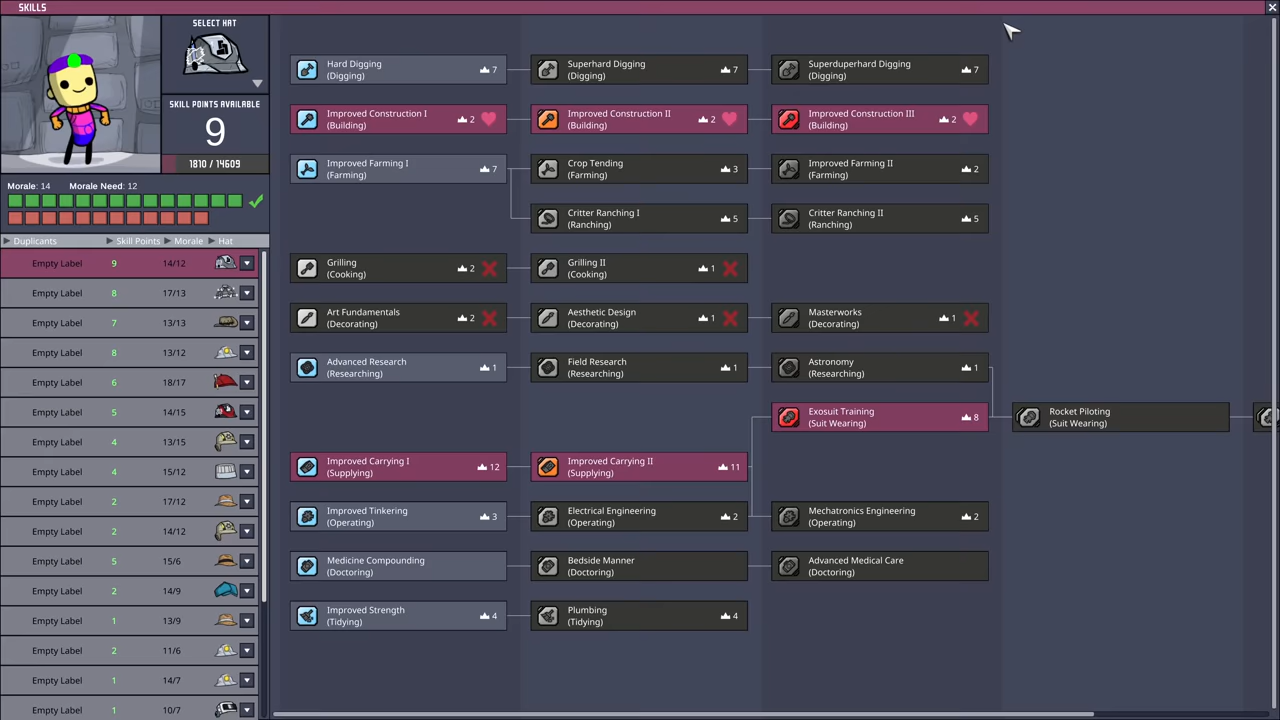 SKILLS
SELECT HAT
SKILL POINTS AVAILABLE
9
1810 / 14609
Morale: 14 Morale Need: 12
Duplicants Skill Points Morale Hat
Empty Label 9 14/12
Empty Label 8 17/13
Empty Label 7 13/13
Empty Label 8 13/12
Empty Label 6 18/17
Empty Label 5 14/15
Empty Label 4 13/15
Empty Label 4 15/12
Empty Label 2 17/12
Empty Label 2 14/12
Empty Label 5 15/6
Empty Label 2 14/9
Empty Label 1 13/9
Empty Label 2 11/6
Empty Label 1 14/7
Empty Label 1 10/7
Hard Digging
(Digging) 7
Superhard Digging
(Digging) 7
Superduperhard Digging
(Digging) 7
Improved Construction I
(Building) 2
Improved Construction II
(Building) 2
Improved Construction III
(Building) 2
Improved Farming I
(Farming) 7
Crop Tending
(Farming) 3
Improved Farming II
(Farming) 2
Critter Ranching I
(Ranching) 5
Critter Ranching II
(Ranching) 5
Grilling
(Cooking) 2
Grilling II
(Cooking) 1
Art Fundamentals
(Decorating) 2
Aesthetic Design
(Decorating) 1
Masterworks
(Decorating) 1
Advanced Research
(Researching) 1
Field Research
(Researching) 1
Astronomy
(Researching) 1
Exosuit Training
(Suit Wearing) 8
Rocket Piloting
(Suit Wearing)
Improved Carrying I
(Supplying) 12
Improved Carrying II
(Supplying) 11
Improved Tinkering
(Operating) 3
Electrical Engineering
(Operating) 2
Mechatronics Engineering
(Operating) 2
Medicine Compounding
(Doctoring)
Bedside Manner
(Doctoring)
Advanced Medical Care
(Doctoring)
Improved Strength
(Tidying) 4
Plumbing
(Tidying) 4